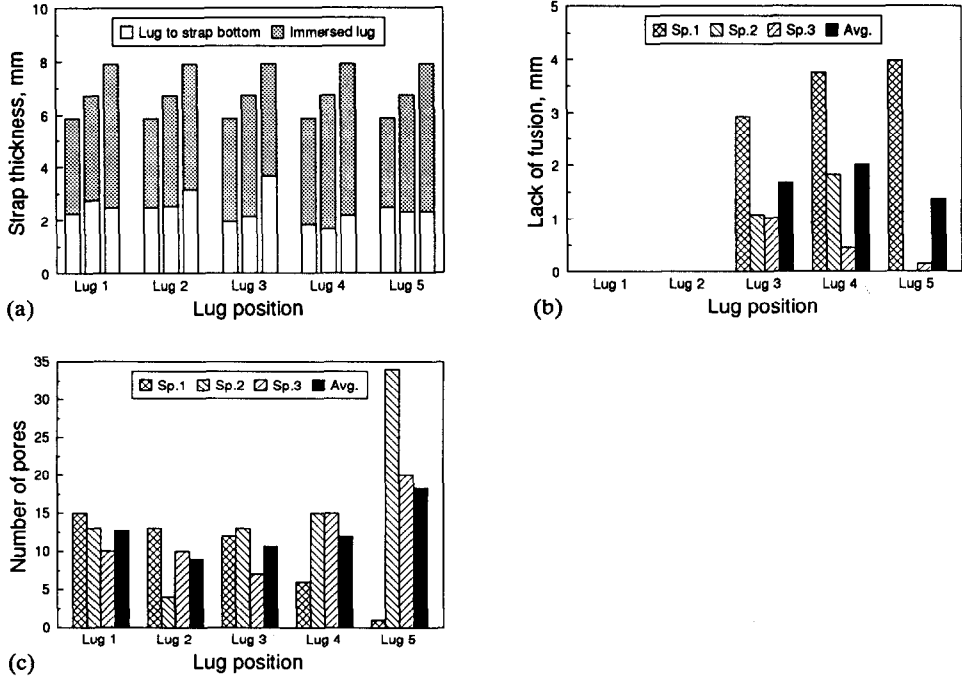 10
8
6
4
2
0
Strap thickness, mm
Lug to strap bottom
Immersed lug
Lug 1 Lug 2 Lug 3 Lug 4 Lug 5
Lug position
(a)
5
4
3
2
1
0
Lack of fusion, mm
Sp.1 Sp.2 Sp.3 Avg.
Lug 1 Lug 2 Lug 3 Lug 4 Lug 5
Lug position
(b)
35
30
25
20
15
10
5
0
Number of pores
Sp.1 Sp.2 Sp.3 Avg.
Lug 1 Lug 2 Lug 3 Lug 4 Lug 5
Lug position
(c)